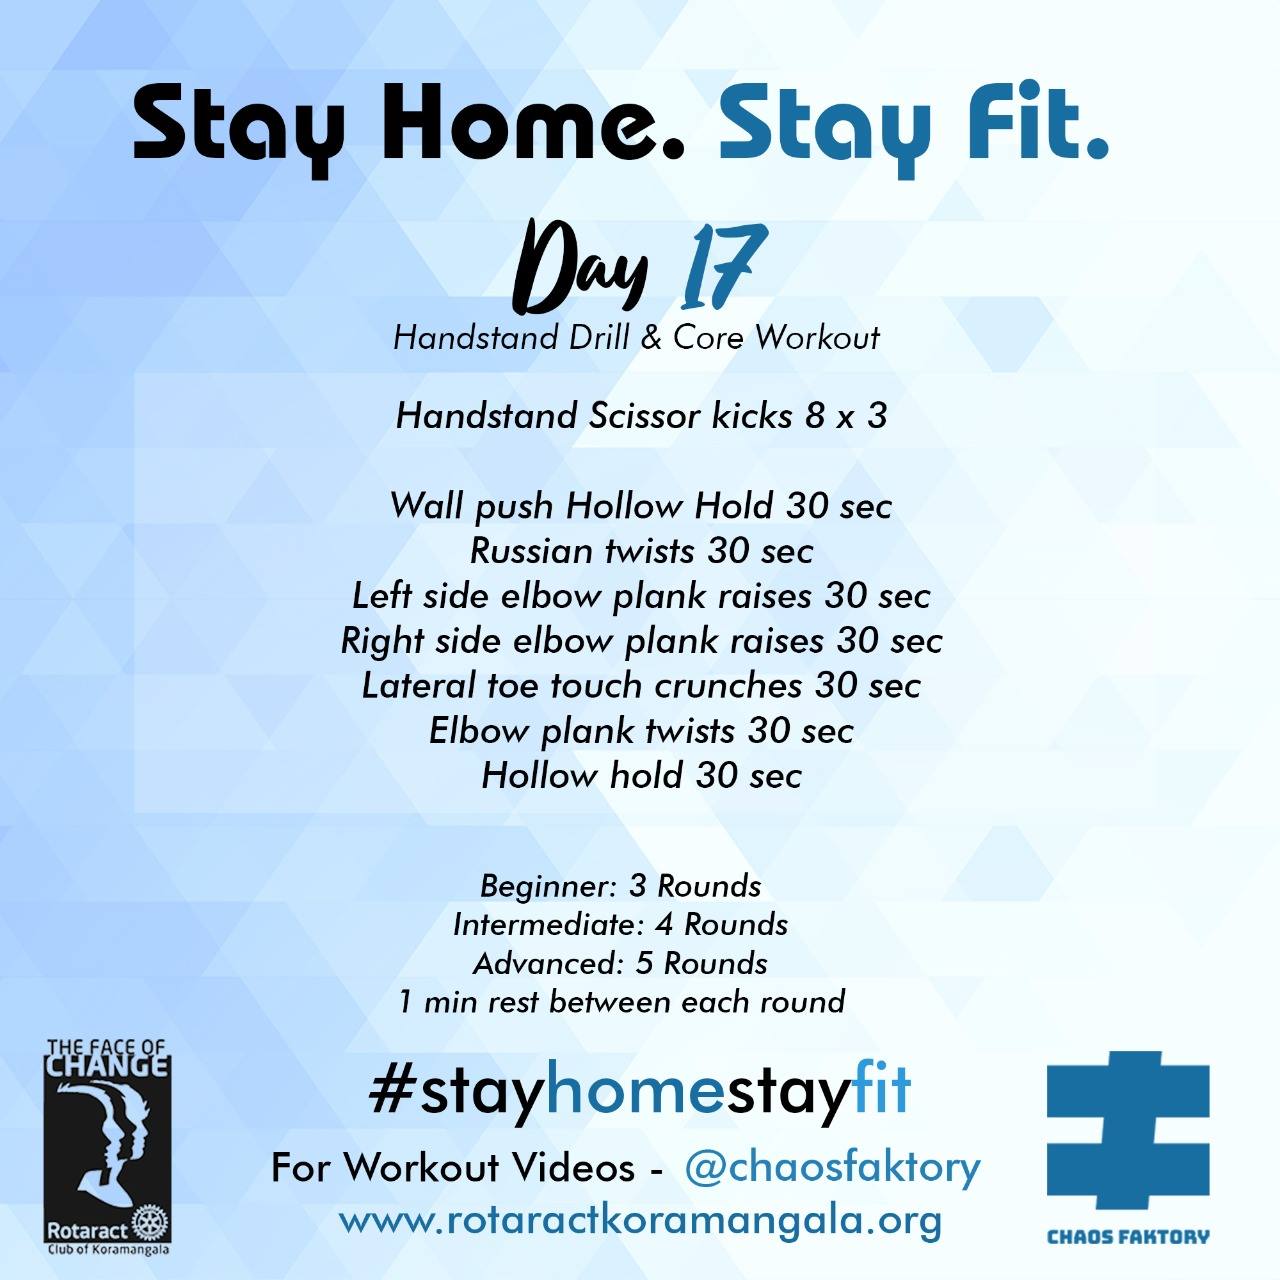 Stay Home. Stay Fit.
Day 17
Handstand Drill & Core Workout
Handstand Scissor kicks 8 x 3
Wall push Hollow Hold 30 sec
Russian twists 30 sec
Left side elbow plank raises 30 sec
Right side elbow plank raises 30 sec
Lateral toe touch crunches 30 sec
Elbow plank twists 30 sec
Hollow hold 30 sec
Beginner: 3 Rounds
Intermediate: 4 Rounds
Advanced: 5 Rounds
1 min rest between each round
THE FACE OF
CHANGE
Rotaract
Club of Koramangala
#stayhomestayfit
For Workout Videos - @chaosfaktory
www.rotaractkoramangala.org
CHAOS FAKTORY